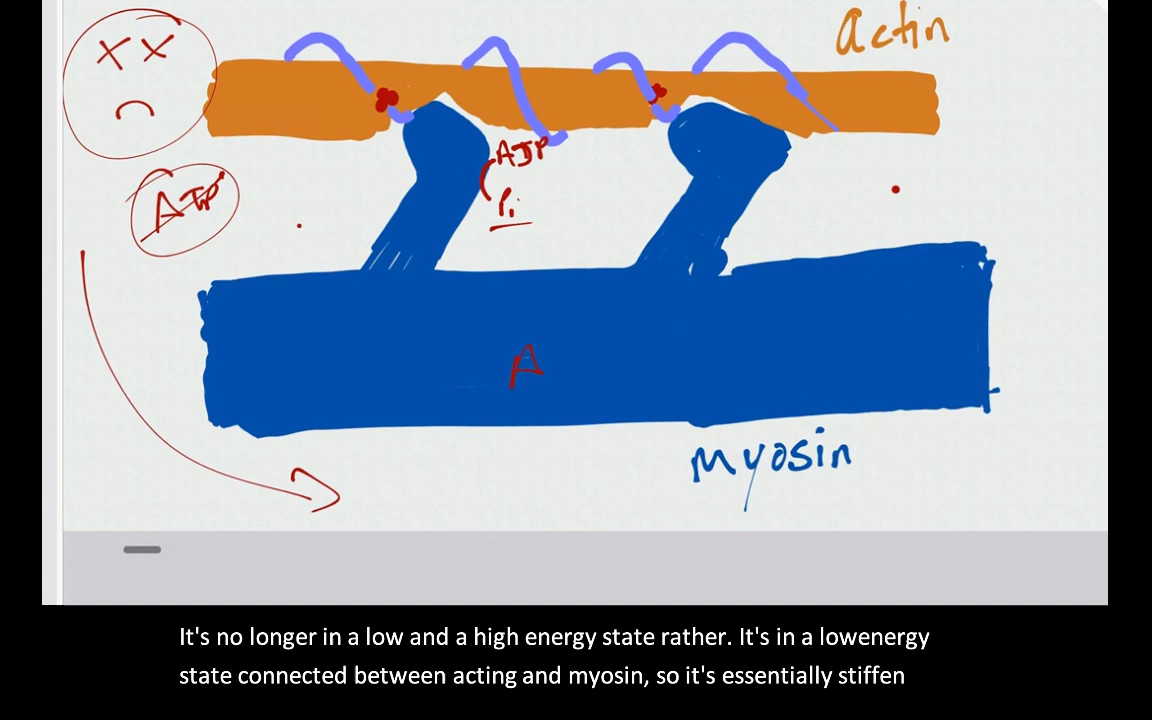 actin
ATP
Pi
ATP
A
myosin
It's no longer in a low and a high energy state rather. It's in a lowenergy
state connected between acting and myosin, so it's essentially stiffen